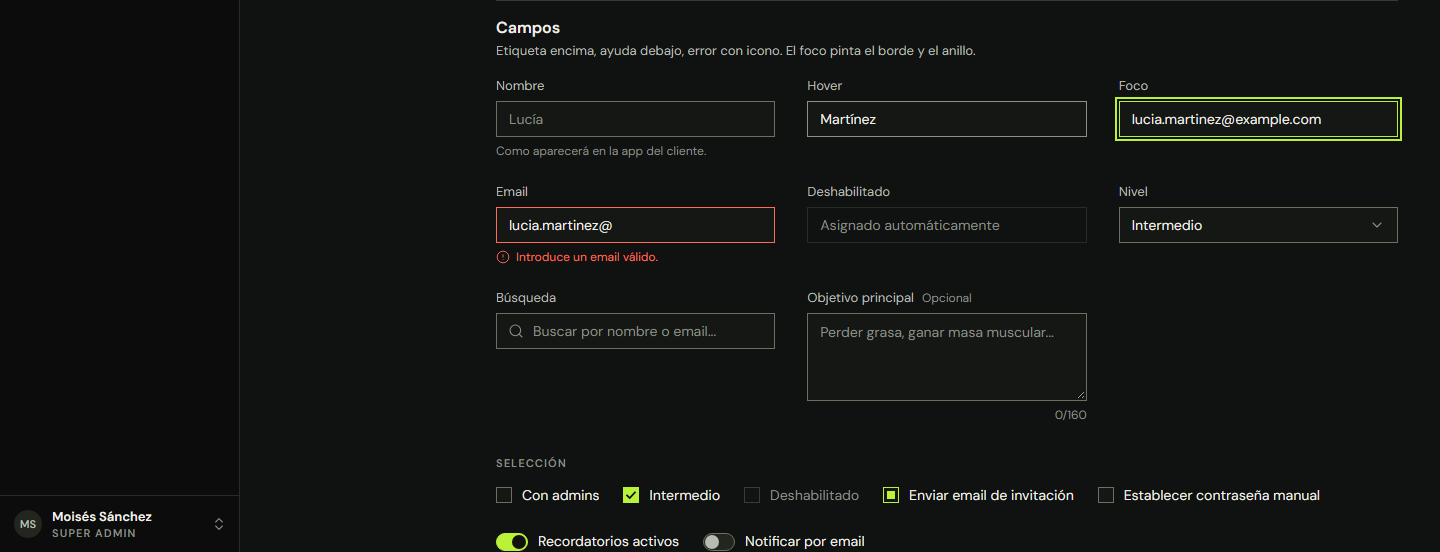 Campos
Etiqueta encima, ayuda debajo, error con icono. El foco pinta el borde y el anillo.
Nombre
Hover
Foco
Lucía
Martínez
lucia.martinez@example.com
Como aparecerá en la app del cliente.
Email
Deshabilitado
Nivel
lucia.martinez@
Asignado automáticamente
Intermedio
Introduce un email válido.
Búsqueda
Objetivo principal Opcional
Buscar por nombre o email...
Perder grasa, ganar masa muscular...
0/160
SELECCIÓN
Con admins
Intermedio
Deshabilitado
Enviar email de invitación
Establecer contraseña manual
Recordatorios activos
Notificar por email
MS
Moisés Sánchez
SUPER ADMIN